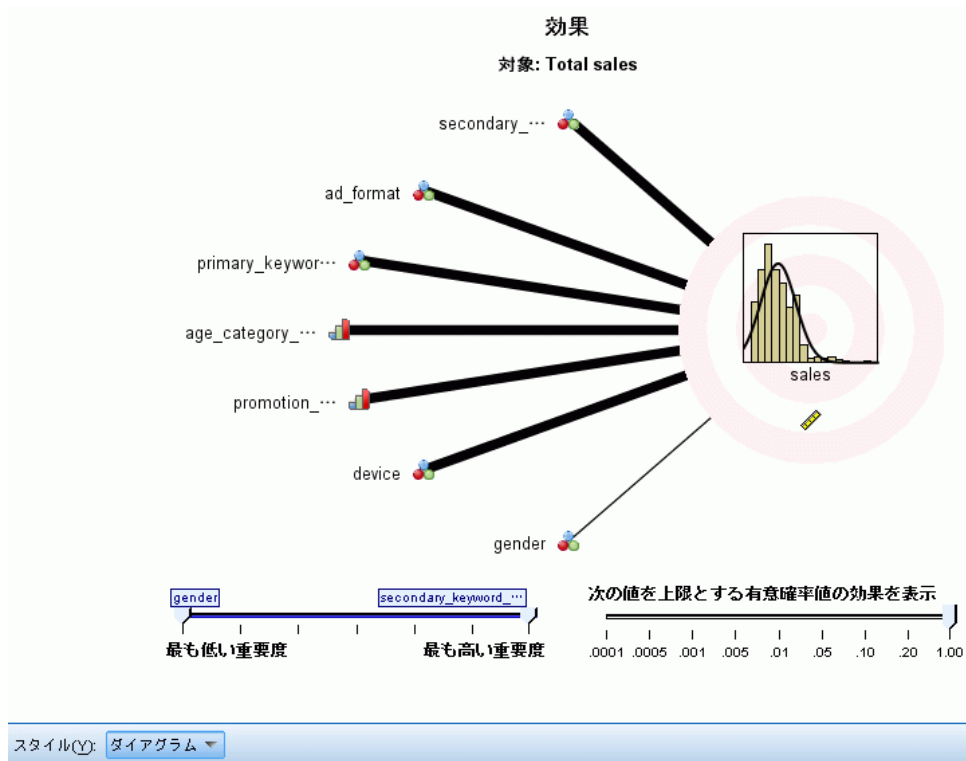 効果
対象: Total sales
secondary_…
ad_format
primary_keywor…
age_category_…
promotion_…
device
gender
sales
gender
secondary_keyword_…
最も低い重要度
最も高い重要度
次の値を上限とする有意確率値の効果を表示
.0001 .0005 .001 .005 .01 .05 .10 .20 1.00
スタイル(Y): ダイアグラム